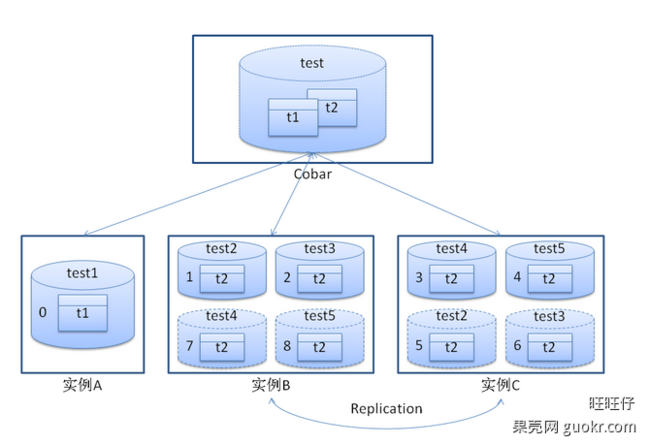 test
t1
t2
Cobar
test1
0
t1
实例A
test2
test3
1
t2
2
t2
test4
test5
7
t2
8
t2
实例B
test4
test5
3
t2
4
t2
test2
test3
5
t2
6
t2
实例C
Replication
旺旺仔
果壳网 guokr.com